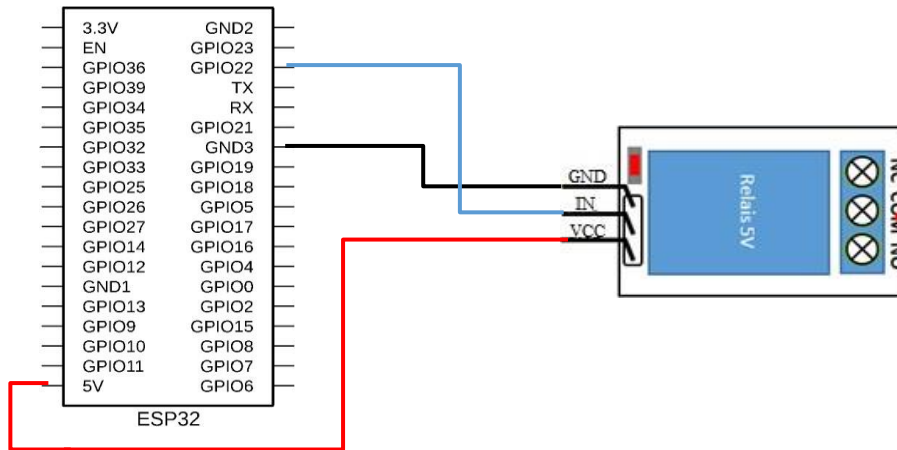 3.3V GND2
EN GPIO23
GPIO36 GPIO22
GPIO39 TX
GPIO34 RX
GPIO35 GPIO21
GPIO32 GND3
GPIO33 GPIO19
GPIO25 GPIO18
GPIO26 GPIO5
GPIO27 GPIO17
GPIO14 GPIO16
GPIO12 GPIO4
GND1 GPIO0
GPIO13 GPIO2
GPIO9 GPIO15
GPIO10 GPIO8
GPIO11 GPIO7
5V GPIO6
ESP32
GND
IN
VCC
Relais 5V
NC COM NO